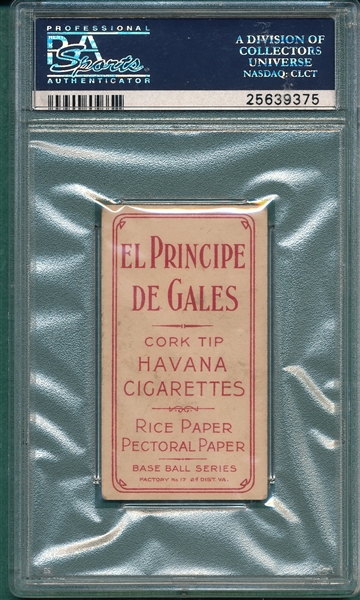 PROFESSIONAL
PSA
Sports
AUTHENTICATOR
A DIVISION OF
COLLECTORS
UNIVERSE
NASDAQ: CLCT
25639375
EL PRINCIPE
DE GALES
CORK TIP
HAVANA
CIGARETTES
RICE PAPER
PECTORAL PAPER
BASE BALL SERIES
FACTORY No 17 2d DIST. VA.